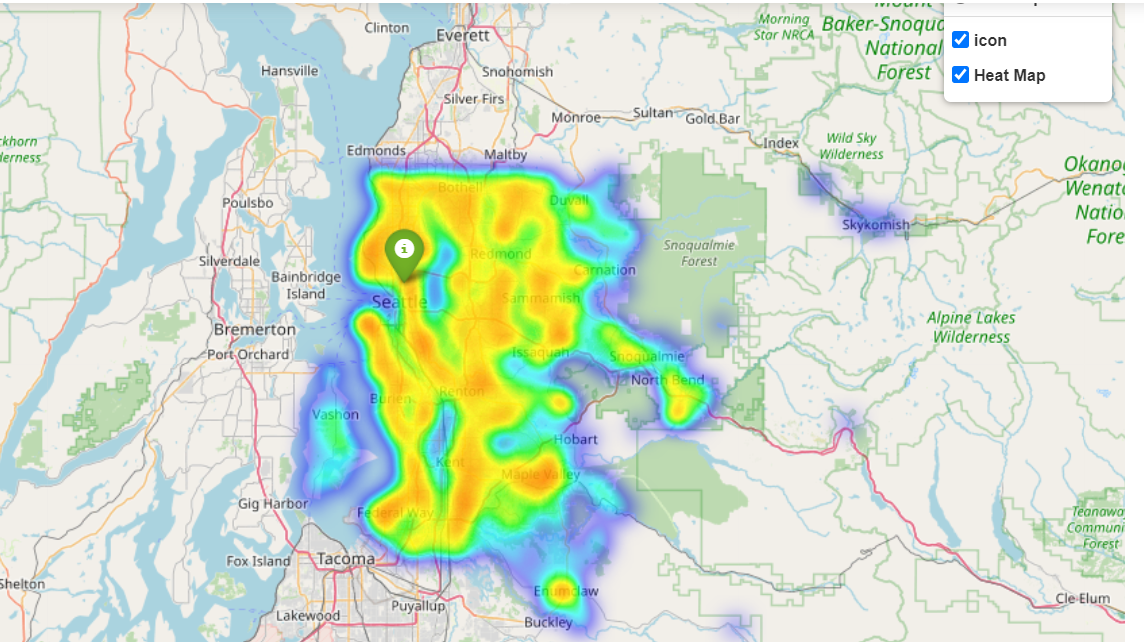 Clinton
Everett
Mount
Baker-Snoqua
National
Forest
Morning
Star NRCA
icon
Heat Map
Hansville
Snohomish
Silver Firs
Monroe
Sultan
Gold Bar
Index
Wild Sky
Wilderness
ckhorn
derness
Edmonds
Maltby
Okanog
Wenatc
Natio
Fore
Bothell
Duvall
Poulsbo
Skykomish
Silverdale
Redmond
Snoqualmie
Forest
Carnation
Bainbridge
Island
i
Seattle
Sammamish
Bremerton
Alpine Lakes
Wilderness
Port Orchard
Issaquah
Snoqualmie
North Bend
Burien
Renton
Vashon
Hobart
Kent
Maple Valley
Gig Harbor
Federal Way
Teanaway
Communi
Forest
Fox Island
Tacoma
Shelton
Enumclaw
Cle Elum
Puyallup
Lakewood
Buckley